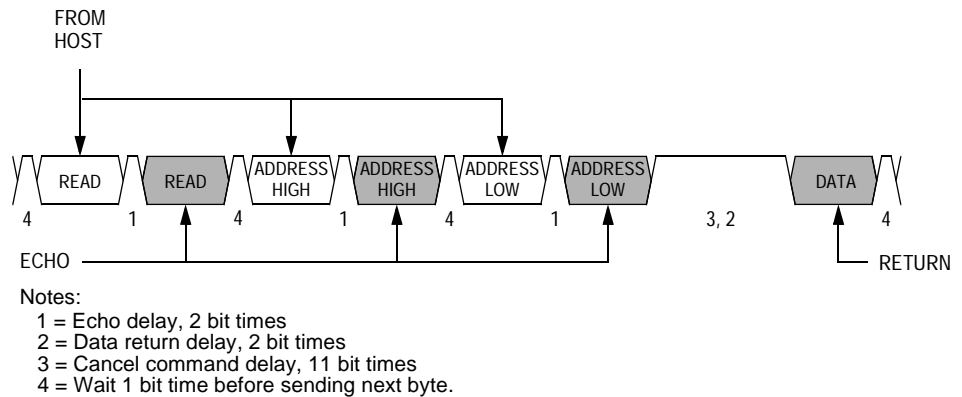 FROM
HOST
READ
READ
ADDRESS
HIGH
ADDRESS
HIGH
ADDRESS
LOW
ADDRESS
LOW
DATA
4
1
4
1
4
1
3, 2
4
ECHO
RETURN
Notes:
1 = Echo delay, 2 bit times
2 = Data return delay, 2 bit times
3 = Cancel command delay, 11 bit times
4 = Wait 1 bit time before sending next byte.